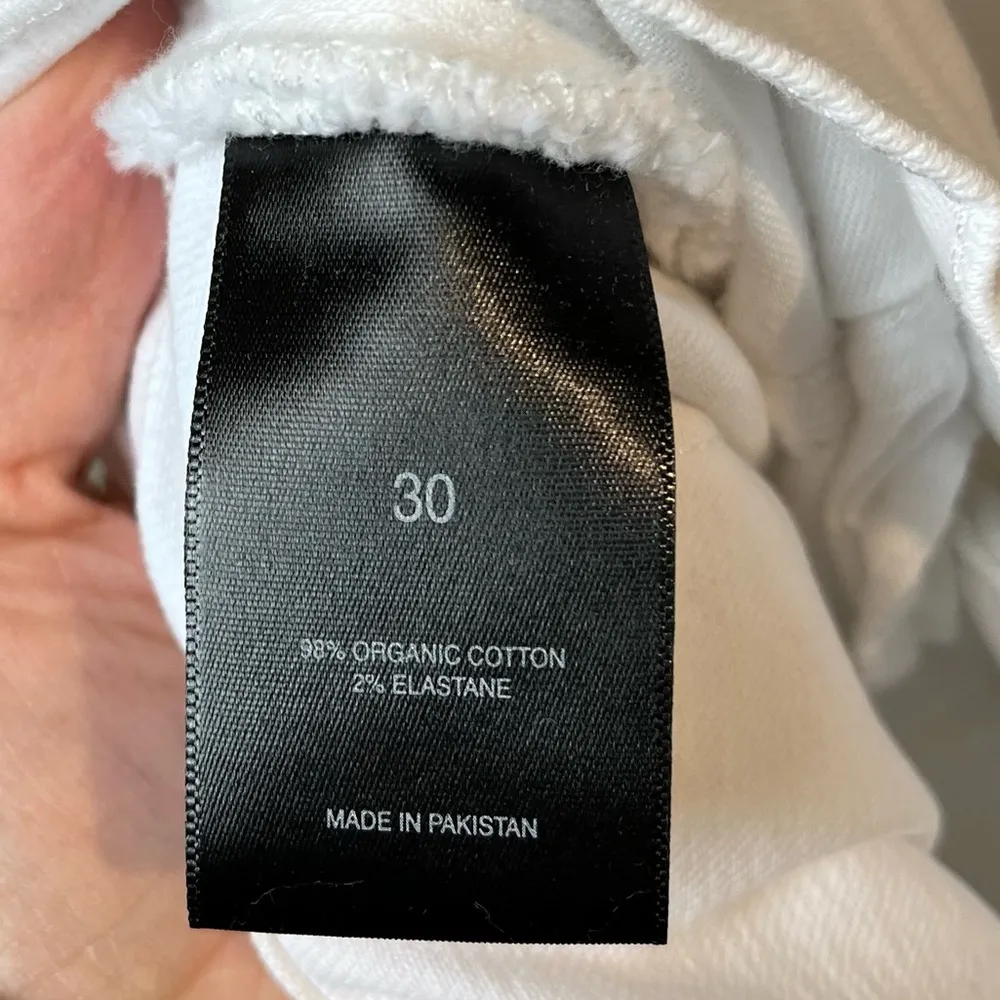 30
98% ORGANIC COTTON
2% ELASTANE
MADE IN PAKISTAN